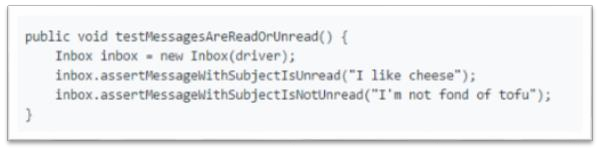 public void testMessagesAreReadOrUnread() {
    Inbox inbox = new Inbox(driver);
    inbox.assertMessageWithSubjectIsUnread("I like cheese");
    inbox.assertMessageWithSubjectIsNotUnread("I'm not fond of tofu");
}